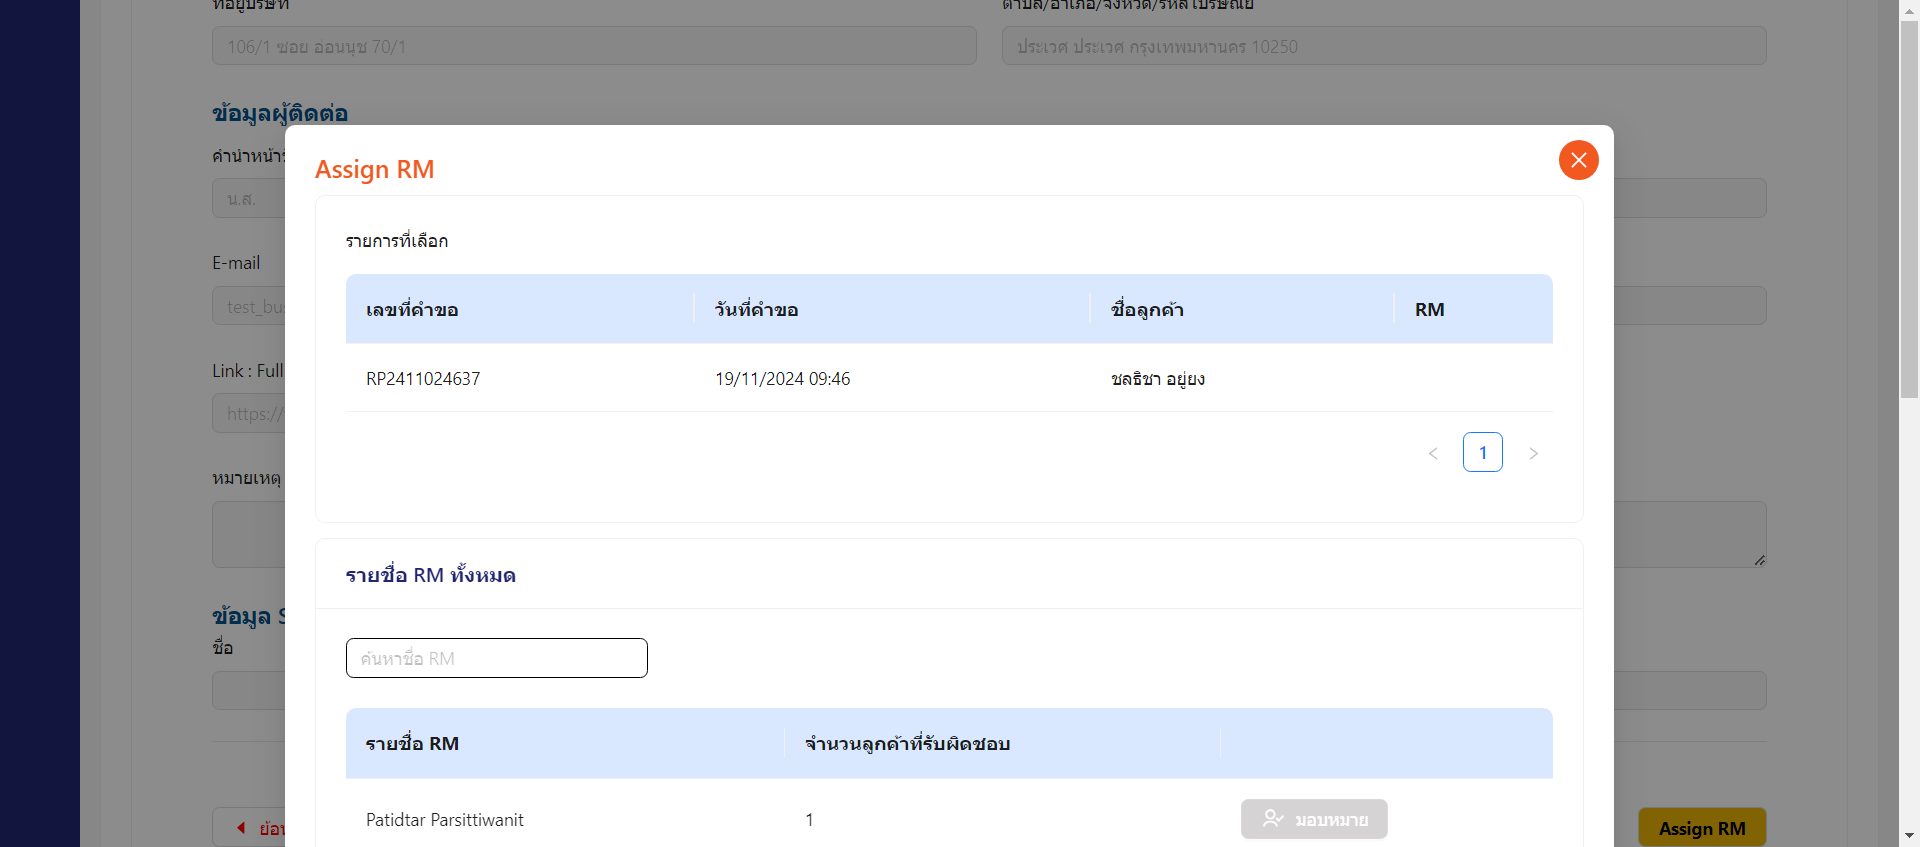 ที่อยู่บริษัท
ตำบล/อำเภอ/จังหวัด/รหัสไปรษณีย์
106/1 ซอย อ่อนนุช 70/1
ประเวศ ประเวศ กรุงเทพมหานคร 10250
ข้อมูลผู้ติดต่อ
คำนำหน้า
น.ส.
E-mail
test_bus
Link : Full
https://
หมายเหตุ
ข้อมูล S
ชื่อ
ย้อน
Assign RM
Assign RM
รายการที่เลือก
เลขที่คำขอ
วันที่คำขอ
ชื่อลูกค้า
RM
RP2411024637
19/11/2024 09:46
ชลธิชา อยู่ยง
1
รายชื่อ RM ทั้งหมด
ค้นหาชื่อ RM
รายชื่อ RM
จำนวนลูกค้าที่รับผิดชอบ
Patidtar Parsittiwanit
1
มอบหมาย